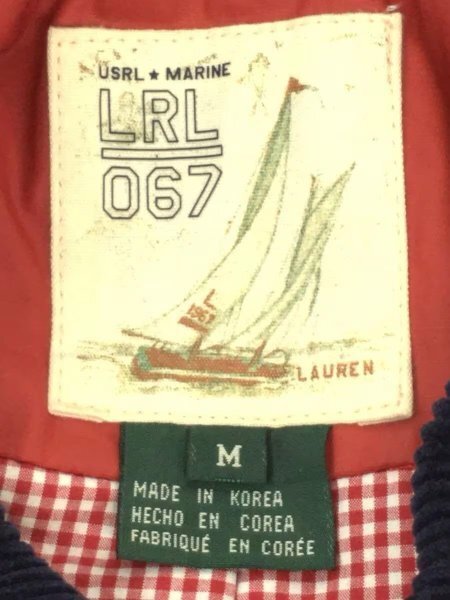 USRL ★ MARINE
LRL
067
LAUREN
M
MADE IN KOREA
HECHO EN COREA
FABRIQUÉ EN CORÉE